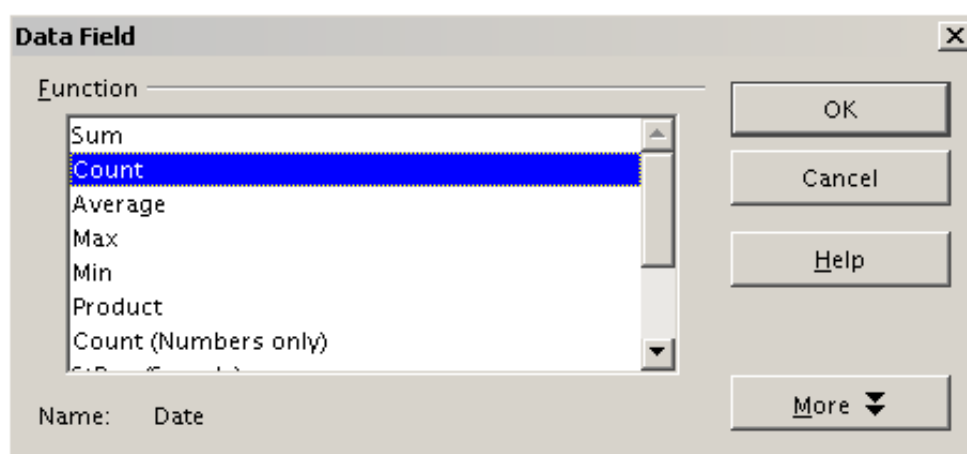 Data Field
Function
Sum
Count
Average
Max
Min
Product
Count (Numbers only)
Name: Date
OK
Cancel
Help
More